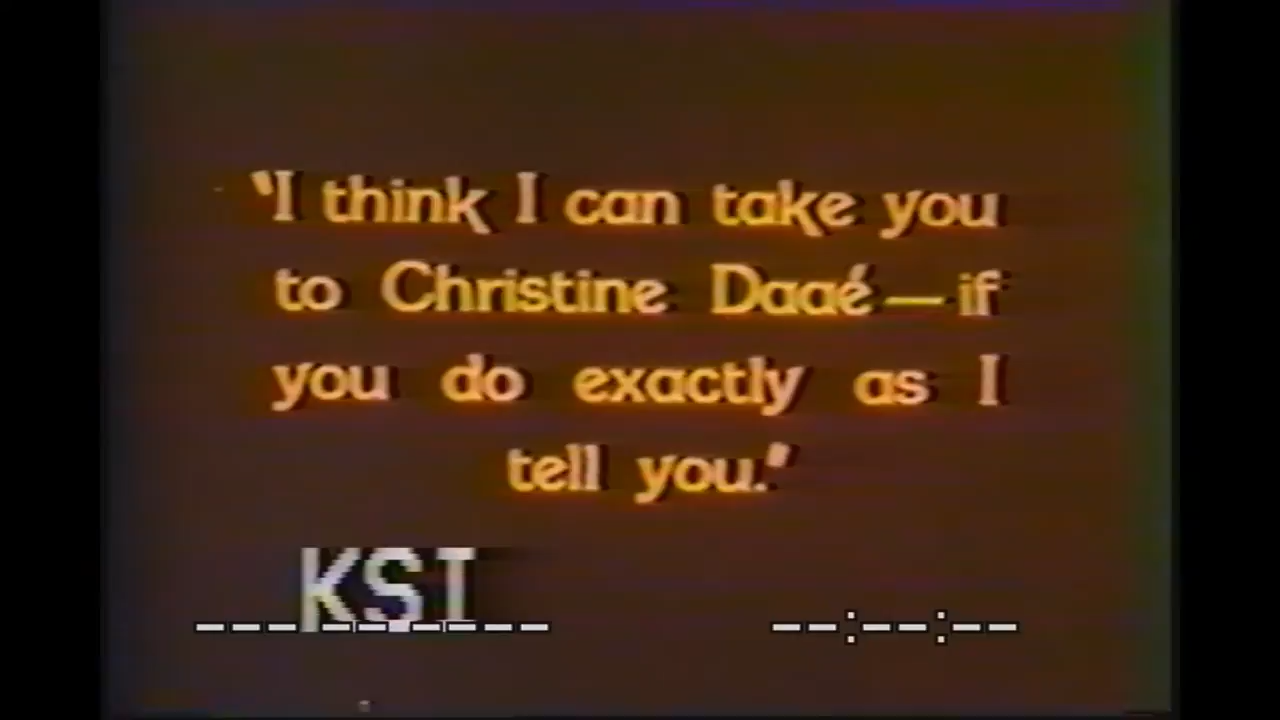 "I think I can take you
to Christine Daaé—if
you do exactly as I
tell you."
KSI
--- --- ---- --:--:--